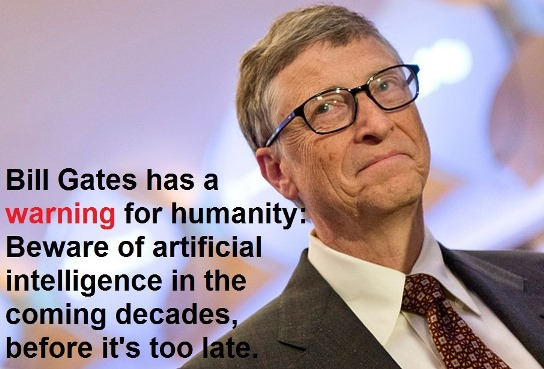 Bill Gates has a
warning for humanity:
Beware of artificial
intelligence in the
coming decades,
before it's too late.